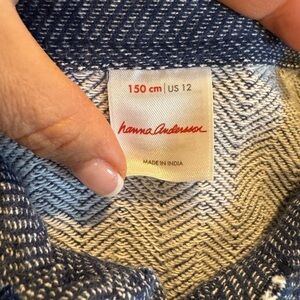 150 cm | US 12
hanna andersson
MADE IN INDIA